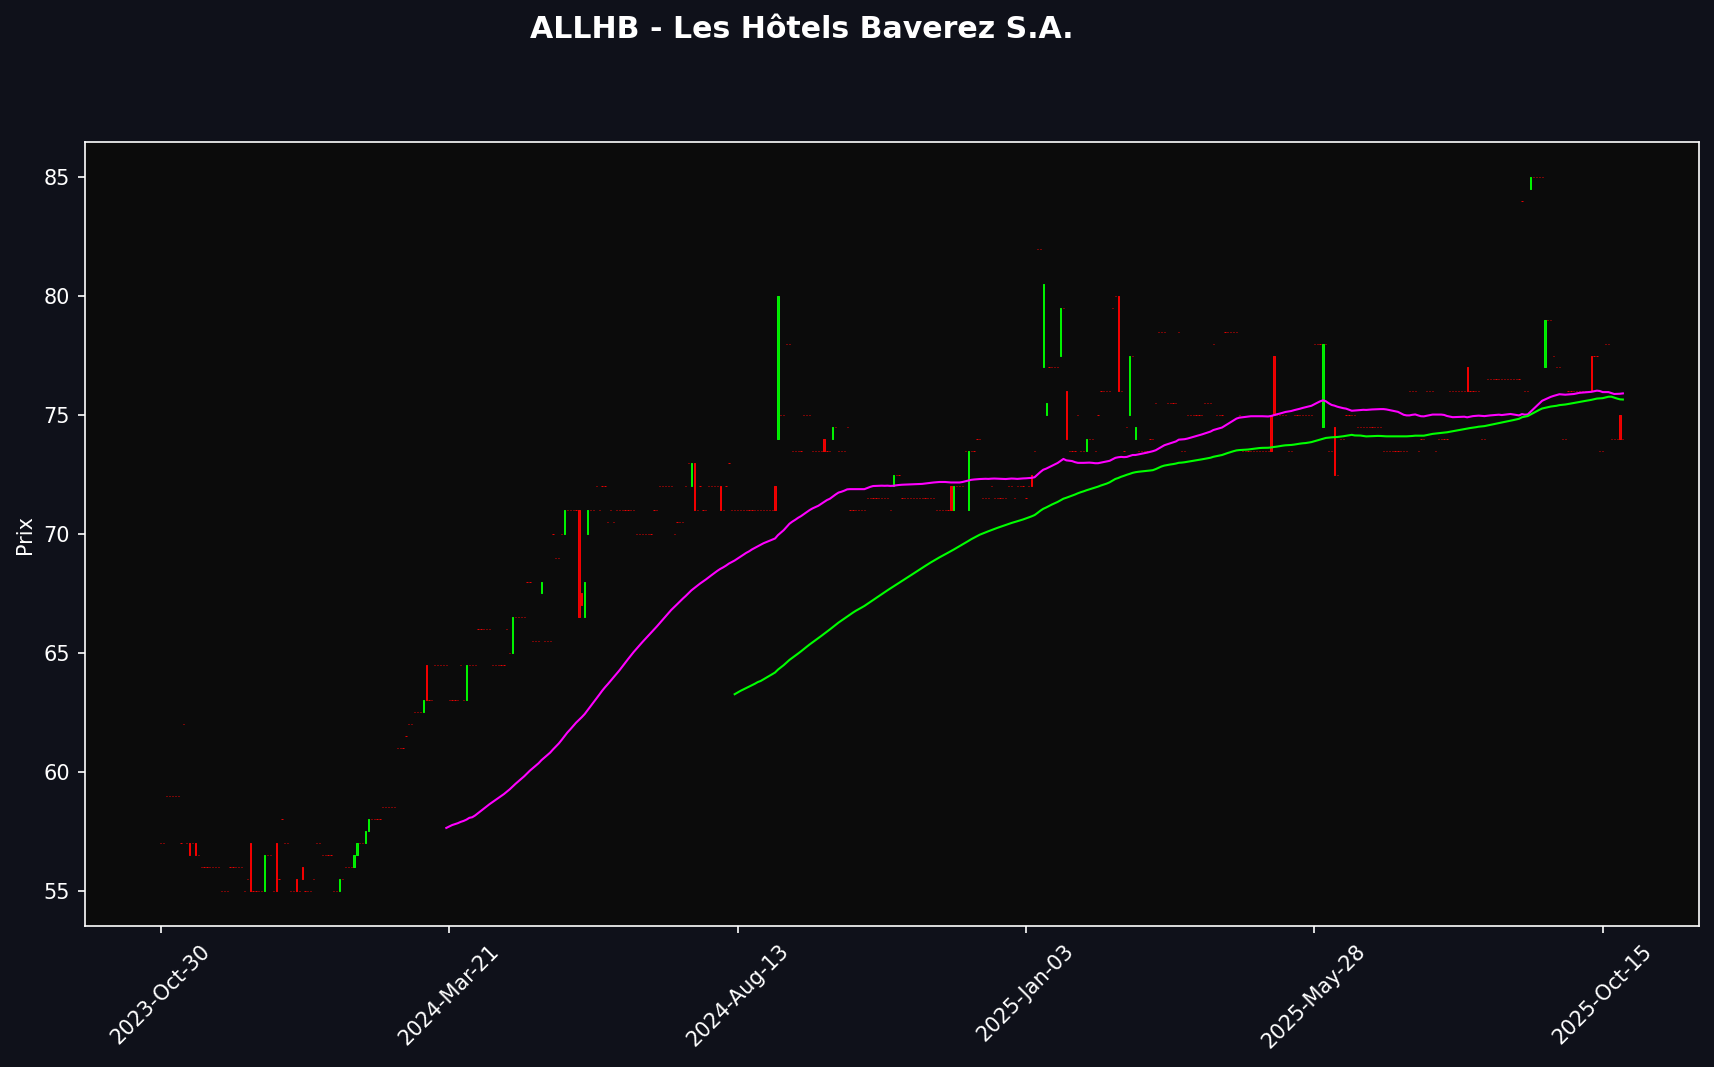 ALLHB - Les Hôtels Baverez S.A.
85
80
75
70
65
60
55
Prix
2023-Oct-30
2024-Mar-21
2024-Aug-13
2025-Jan-03
2025-May-28
2025-Oct-15